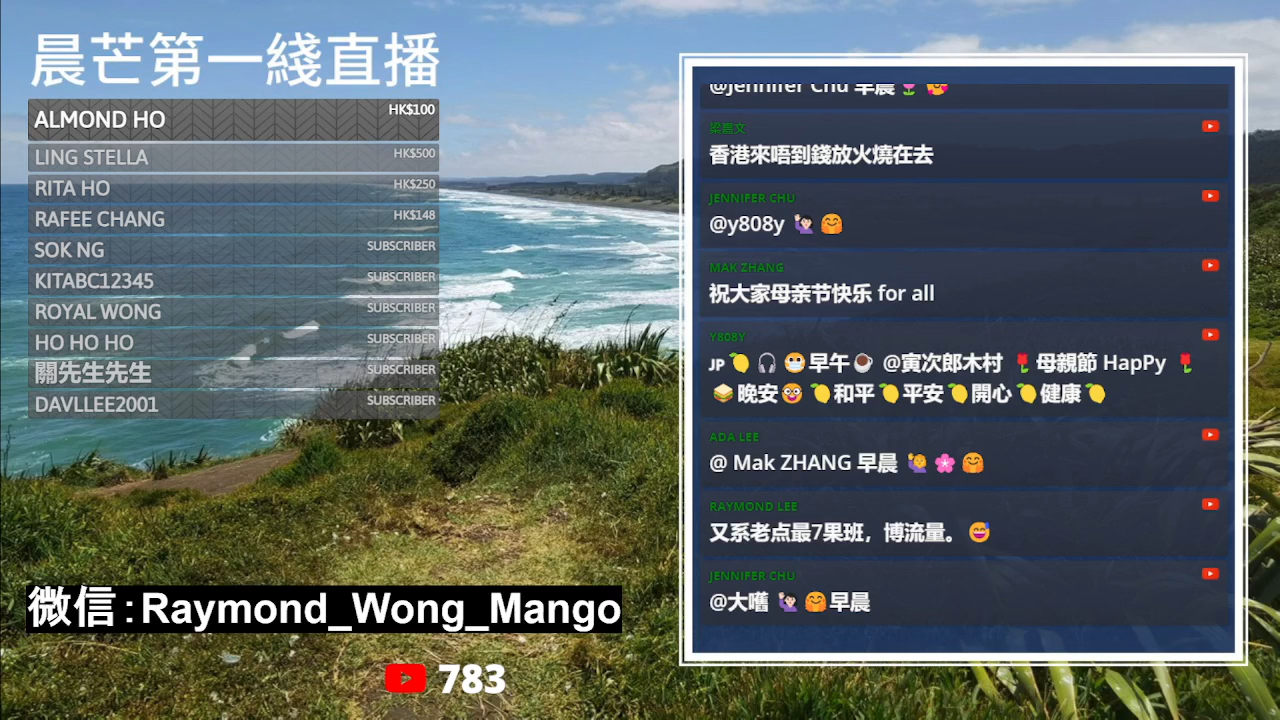 晨芒第一綫直播
ALMOND HO HK$100
LING STELLA HK$500
RITA HO HK$250
RAFEE CHANG HK$148
SOK NG SUBSCRIBER
KITABC12345 SUBSCRIBER
ROYAL WONG SUBSCRIBER
HO HO HO SUBSCRIBER
關先生先生 SUBSCRIBER
DAVLLEE2001 SUBSCRIBER
微信:Raymond_Wong_Mango
783
@Jennifer Chu 早晨🌷🥰
香港來唔到錢放火燒在去
JENNIFER CHU
@y808y 🙋🏻‍♀️🤗
MAK ZHANG
祝大家母亲节快乐 for all
Y808Y
JP🍋🎧😷早午☕ @寅次郎木村 🌹母親節 HapPy 🌹
🥪晚安🥸🍋和平🍋平安🍋開心🍋健康🍋
ADA LEE
@ Mak ZHANG 早晨 🙋🌸🤗
RAYMOND LEE
又系老点最7果班，博流量。😅
JENNIFER CHU
@大嚿 🙋🏻‍♀️🤗早晨